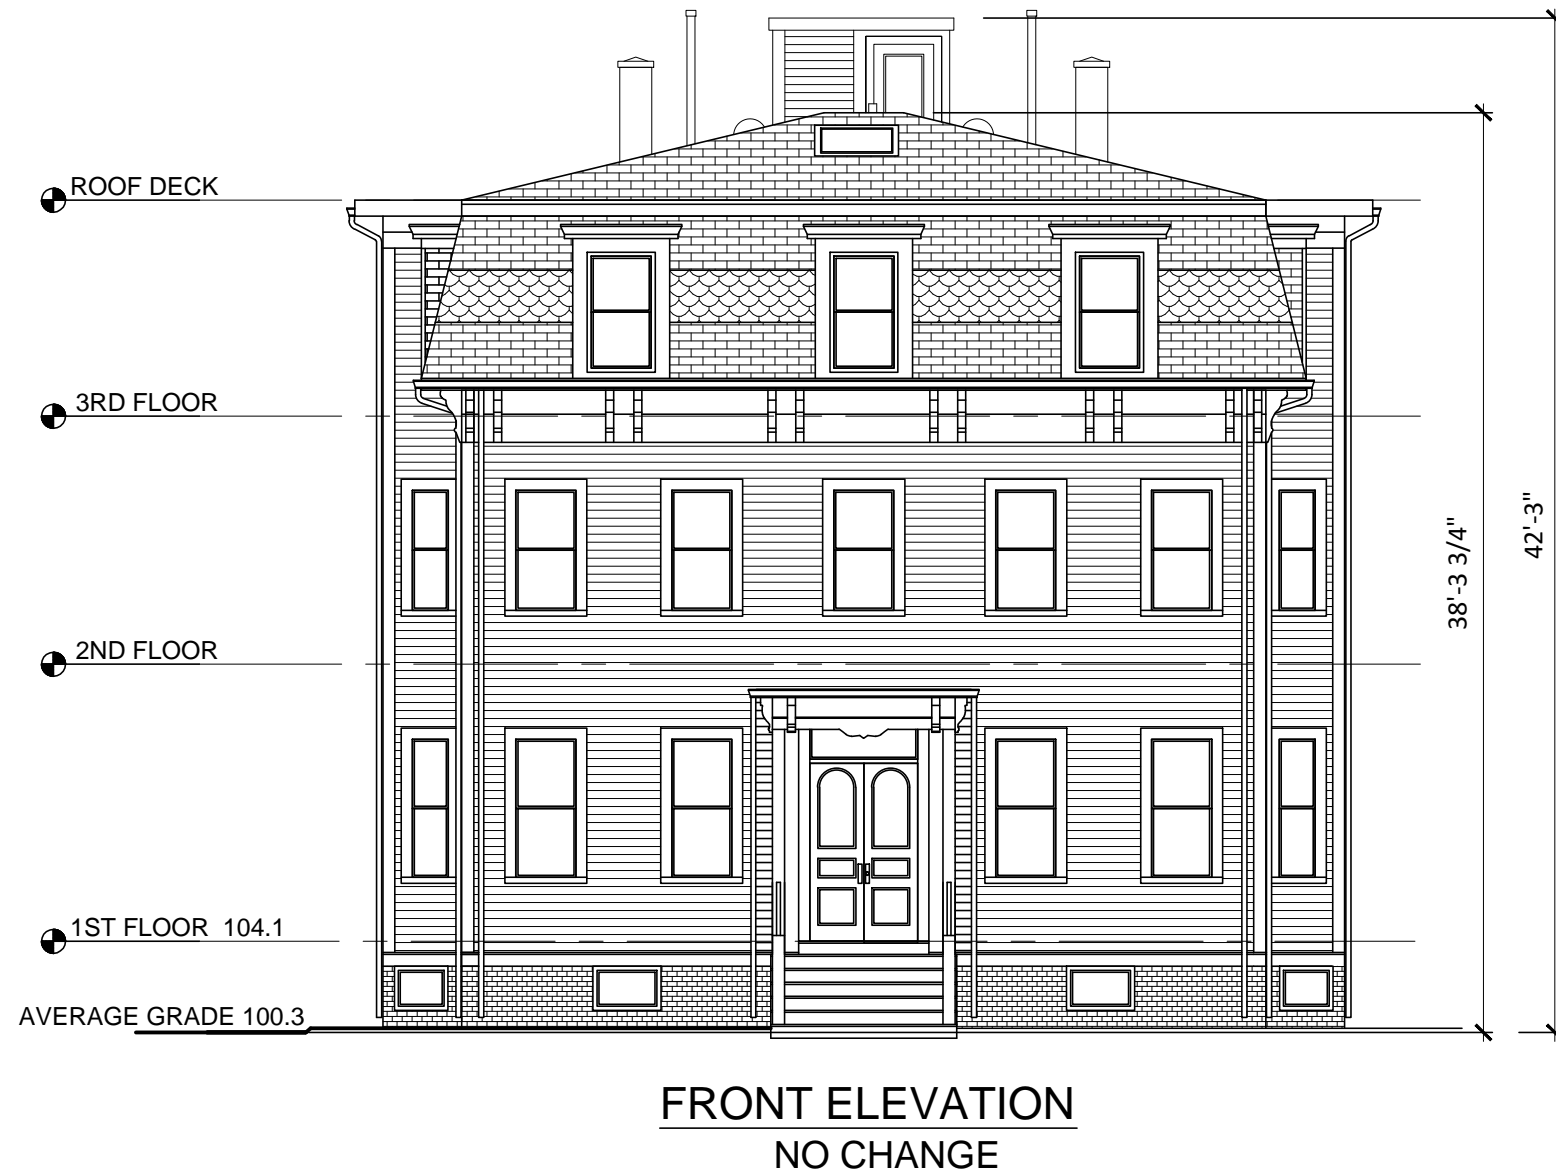 ROOF DECK
3RD FLOOR
38'-3 3/4"
42'-3"
2ND FLOOR
1ST FLOOR 104.1
AVERAGE GRADE 100.3
FRONT ELEVATION
NO CHANGE